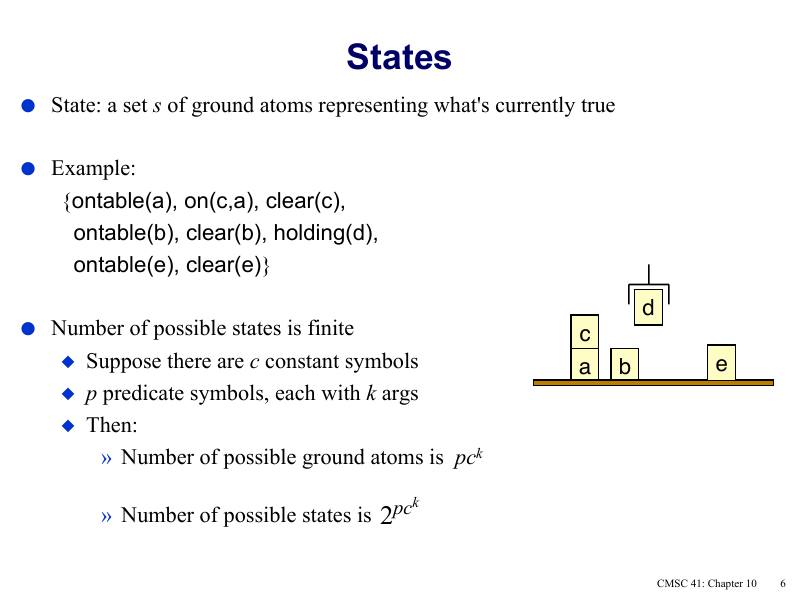 States
● State: a set s of ground atoms representing what's currently true
● Example:
{ontable(a), on(c,a), clear(c),
ontable(b), clear(b), holding(d),
ontable(e), clear(e)}
d
c
a b e
● Number of possible states is finite
◆ Suppose there are c constant symbols
◆ p predicate symbols, each with k args
◆ Then:
» Number of possible ground atoms is pcᵏ
» Number of possible states is 2^pc^k
CMSC 41: Chapter 10 6